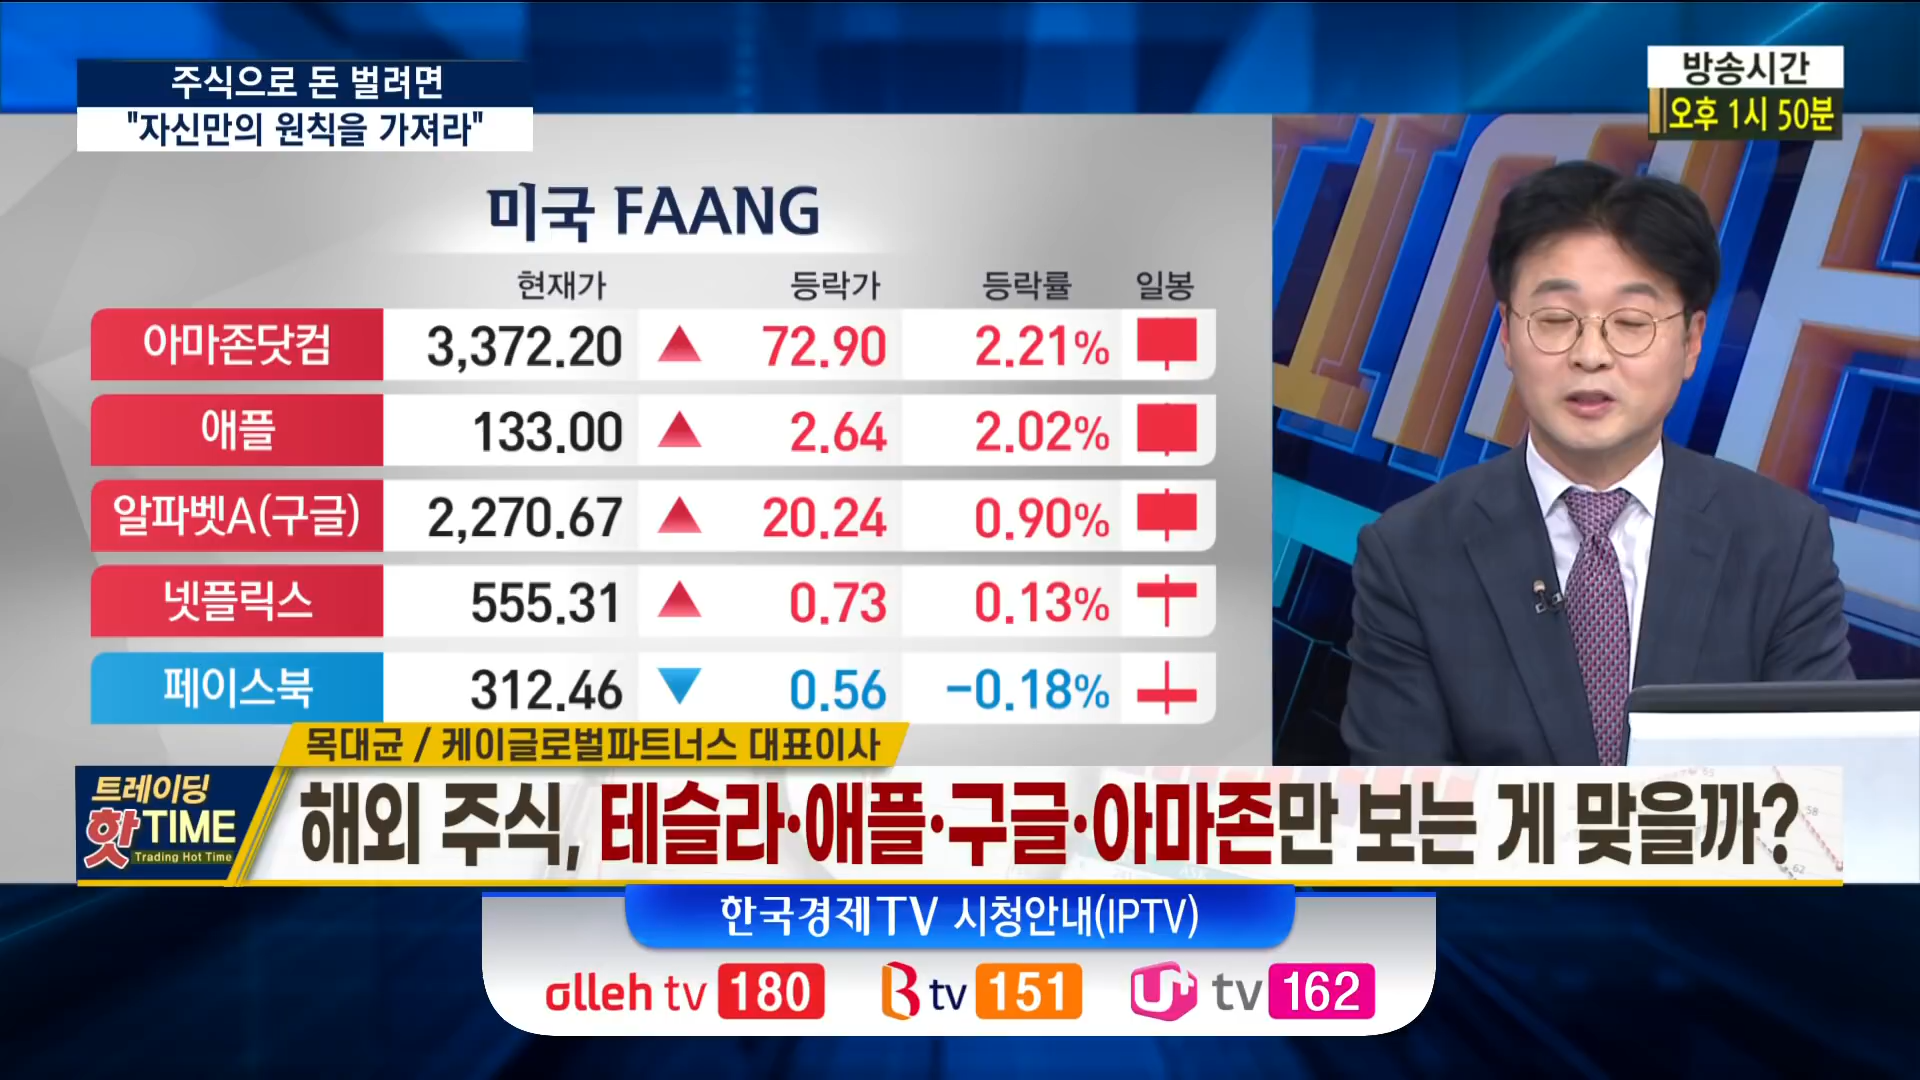 주식으로 돈 벌려면
"자신만의 원칙을 가져라"
방송시간
오후 1시 50분
미국 FAANG
현재가 등락가 등락률 일봉
아마존닷컴 3,372.20 ▲ 72.90 2.21%
애플 133.00 ▲ 2.64 2.02%
알파벳A(구글) 2,270.67 ▲ 20.24 0.90%
넷플릭스 555.31 ▲ 0.73 0.13%
페이스북 312.46 ▼ 0.56 -0.18%
목대균 / 케이글로벌파트너스 대표이사
트레이딩
핫TIME
Trading Hot Time
해외 주식, 테슬라·애플·구글·아마존만 보는 게 맞을까?
한국경제TV 시청안내(IPTV)
olleh tv 180 B tv 151 U+ tv 162